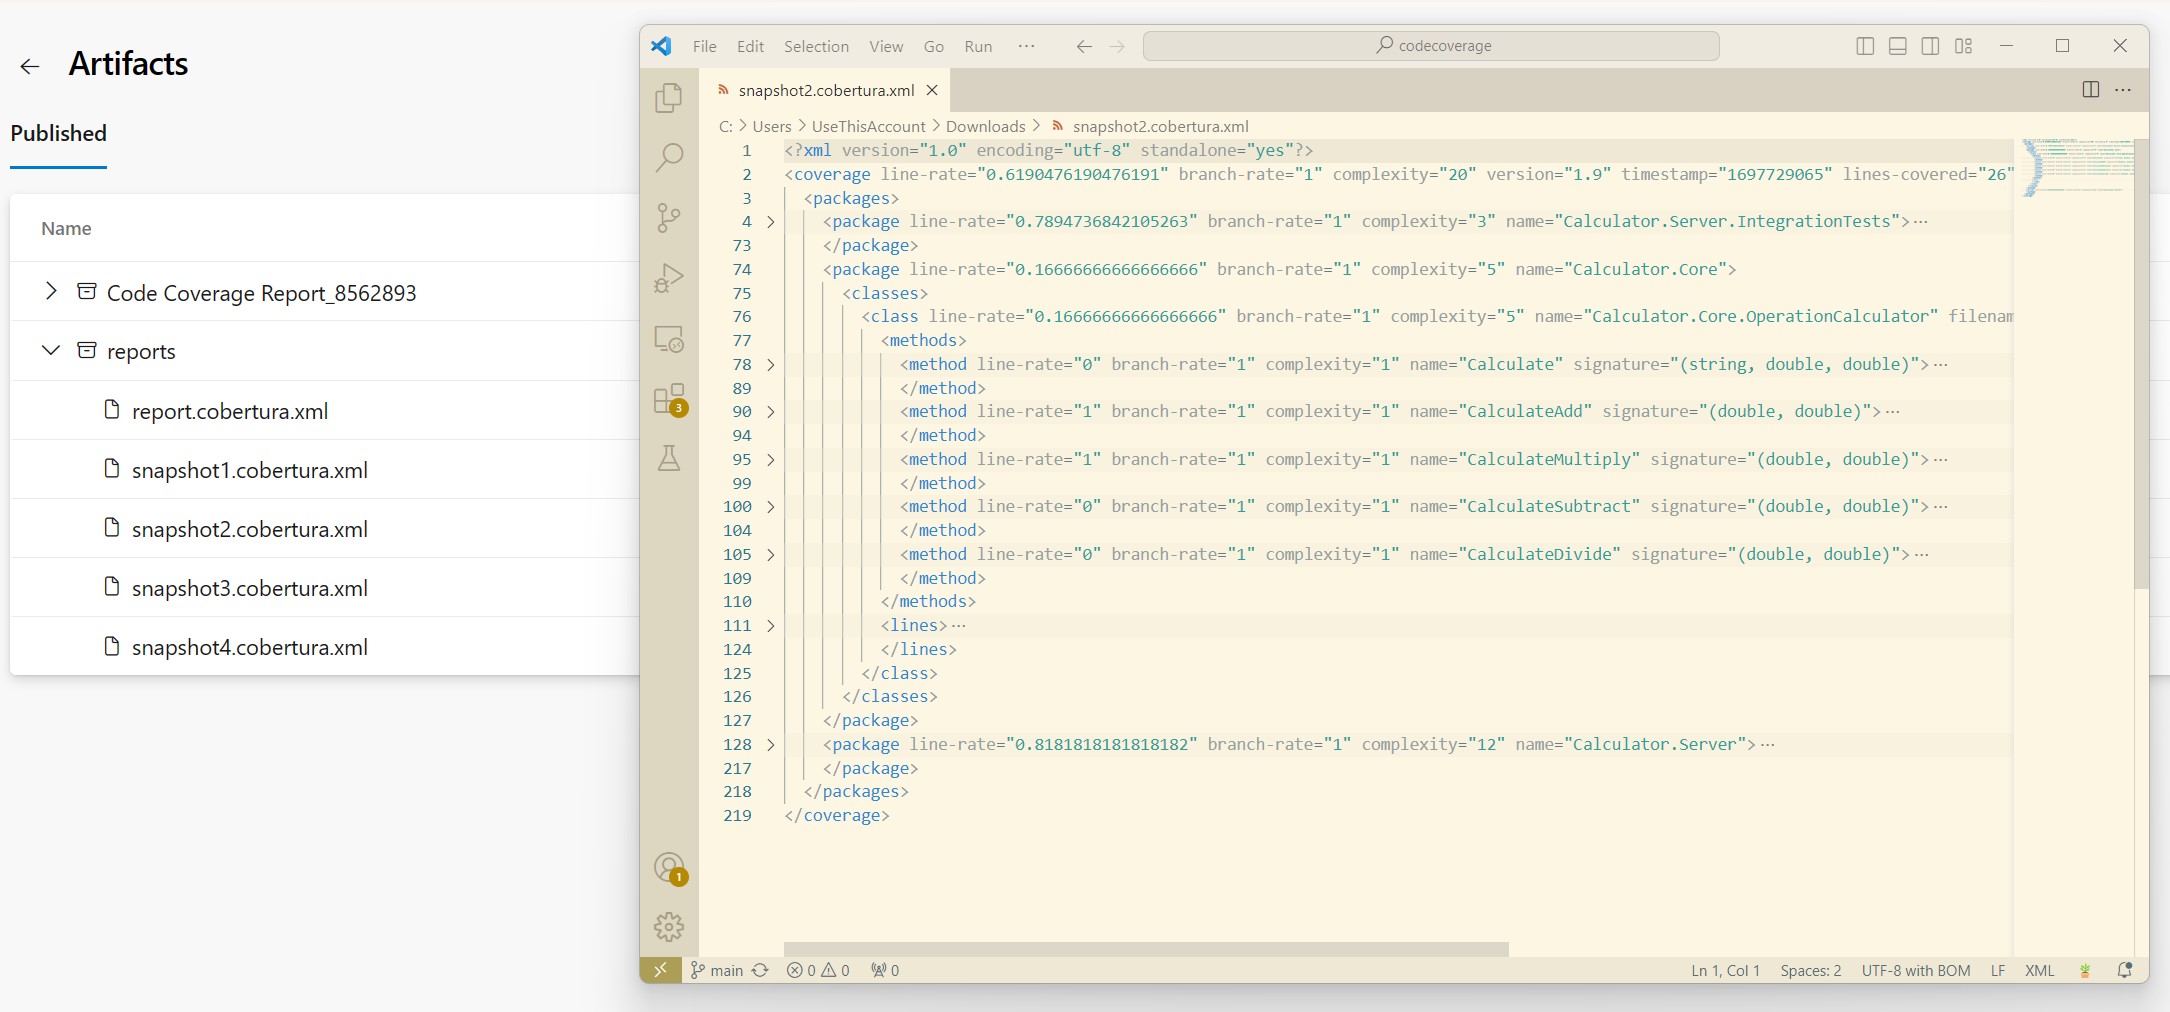 Artifacts
Published
Name
Code Coverage Report_8562893
reports
report.cobertura.xml
snapshot1.cobertura.xml
snapshot2.cobertura.xml
snapshot3.cobertura.xml
snapshot4.cobertura.xml
File Edit Selection View Go Run ··· codecoverage
snapshot2.cobertura.xml
C: > Users > UseThisAccount > Downloads > snapshot2.cobertura.xml
1 <?xml version="1.0" encoding="utf-8" standalone="yes"?>
2 <coverage line-rate="0.6190476190476191" branch-rate="1" complexity="20" version="1.9" timestamp="1697729065" lines-covered="26"
3 <packages>
4 <package line-rate="0.7894736842105263" branch-rate="1" complexity="3" name="Calculator.Server.IntegrationTests">···
73 </package>
74 <package line-rate="0.16666666666666666" branch-rate="1" complexity="5" name="Calculator.Core">
75 <classes>
76 <class line-rate="0.16666666666666666" branch-rate="1" complexity="5" name="Calculator.Core.OperationCalculator" filenam
77 <methods>
78 <method line-rate="0" branch-rate="1" complexity="1" name="Calculate" signature="(string, double, double)">···
89 </method>
90 <method line-rate="1" branch-rate="1" complexity="1" name="CalculateAdd" signature="(double, double)">···
94 </method>
95 <method line-rate="1" branch-rate="1" complexity="1" name="CalculateMultiply" signature="(double, double)">···
99 </method>
100 <method line-rate="0" branch-rate="1" complexity="1" name="CalculateSubtract" signature="(double, double)">···
104 </method>
105 <method line-rate="0" branch-rate="1" complexity="1" name="CalculateDivide" signature="(double, double)">···
109 </method>
110 </methods>
111 <lines>···
124 </lines>
125 </class>
126 </classes>
127 </package>
128 <package line-rate="0.8181818181818182" branch-rate="1" complexity="12" name="Calculator.Server">···
217 </package>
218 </packages>
219 </coverage>
3
1
main 0 0 0 Ln 1, Col 1 Spaces: 2 UTF-8 with BOM LF XML